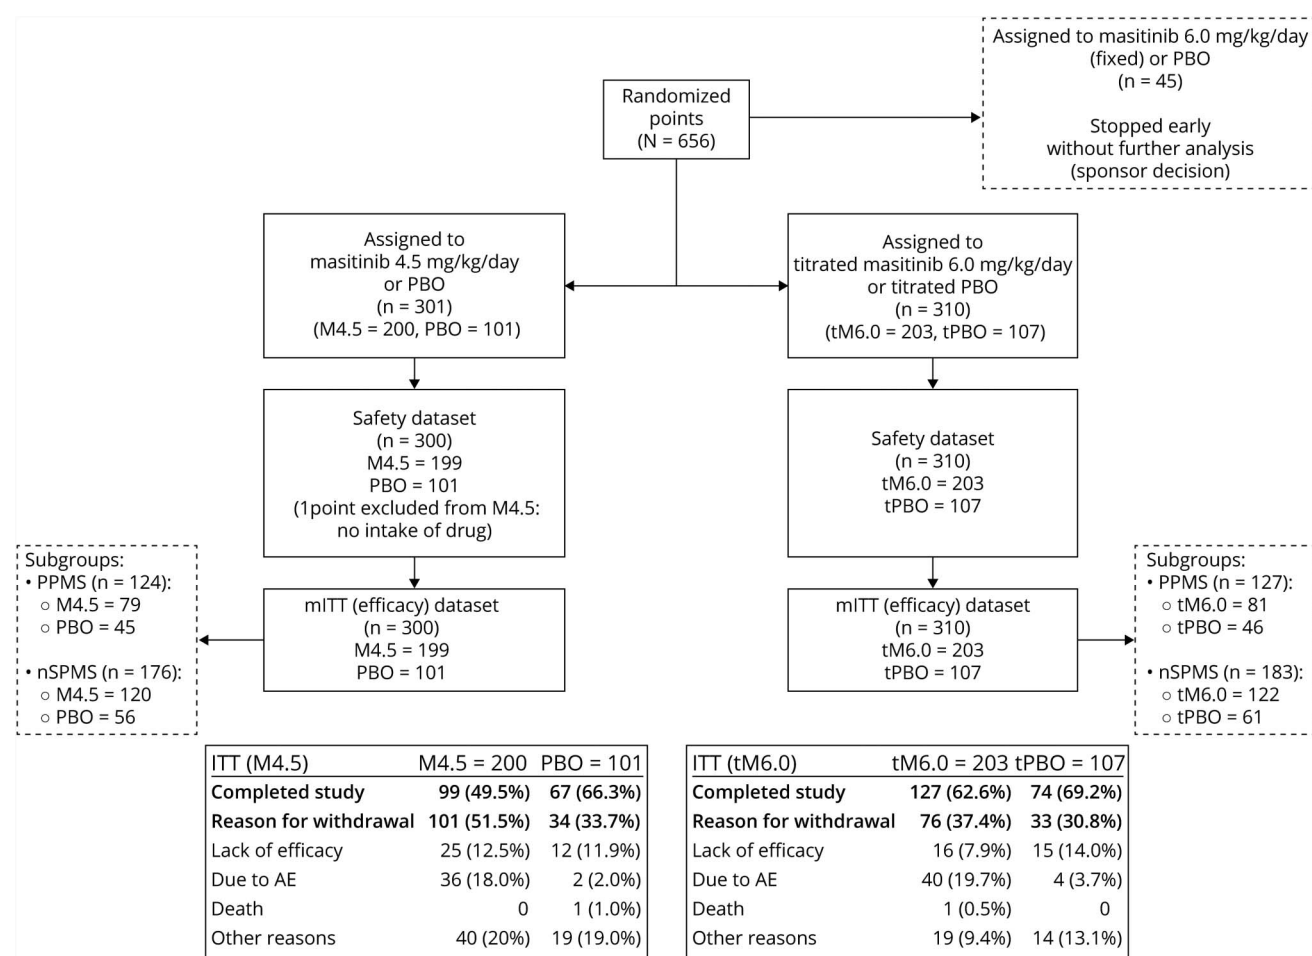 Assigned to masitinib 6.0 mg/kg/day
(fixed) or PBO
(n = 45)
Stopped early
without further analysis
(sponsor decision)
Randomized
points
(N = 656)
Assigned to
masitinib 4.5 mg/kg/day
or PBO
(n = 301)
(M4.5 = 200, PBO = 101)
Assigned to
titrated masitinib 6.0 mg/kg/day
or titrated PBO
(n = 310)
(tM6.0 = 203, tPBO = 107)
Safety dataset
(n = 300)
M4.5 = 199
PBO = 101
(1point excluded from M4.5:
no intake of drug)
Safety dataset
(n = 310)
tM6.0 = 203
tPBO = 107
Subgroups:
• PPMS (n = 124):
○ M4.5 = 79
○ PBO = 45
• nSPMS (n = 176):
○ M4.5 = 120
○ PBO = 56
mITT (efficacy) dataset
(n = 300)
M4.5 = 199
PBO = 101
mITT (efficacy) dataset
(n = 310)
tM6.0 = 203
tPBO = 107
Subgroups:
• PPMS (n = 127):
○ tM6.0 = 81
○ tPBO = 46
• nSPMS (n = 183):
○ tM6.0 = 122
○ tPBO = 61
ITT (M4.5) M4.5 = 200 PBO = 101
Completed study 99 (49.5%) 67 (66.3%)
Reason for withdrawal 101 (51.5%) 34 (33.7%)
Lack of efficacy 25 (12.5%) 12 (11.9%)
Due to AE 36 (18.0%) 2 (2.0%)
Death 0 1 (1.0%)
Other reasons 40 (20%) 19 (19.0%)
ITT (tM6.0) tM6.0 = 203 tPBO = 107
Completed study 127 (62.6%) 74 (69.2%)
Reason for withdrawal 76 (37.4%) 33 (30.8%)
Lack of efficacy 16 (7.9%) 15 (14.0%)
Due to AE 40 (19.7%) 4 (3.7%)
Death 1 (0.5%) 0
Other reasons 19 (9.4%) 14 (13.1%)